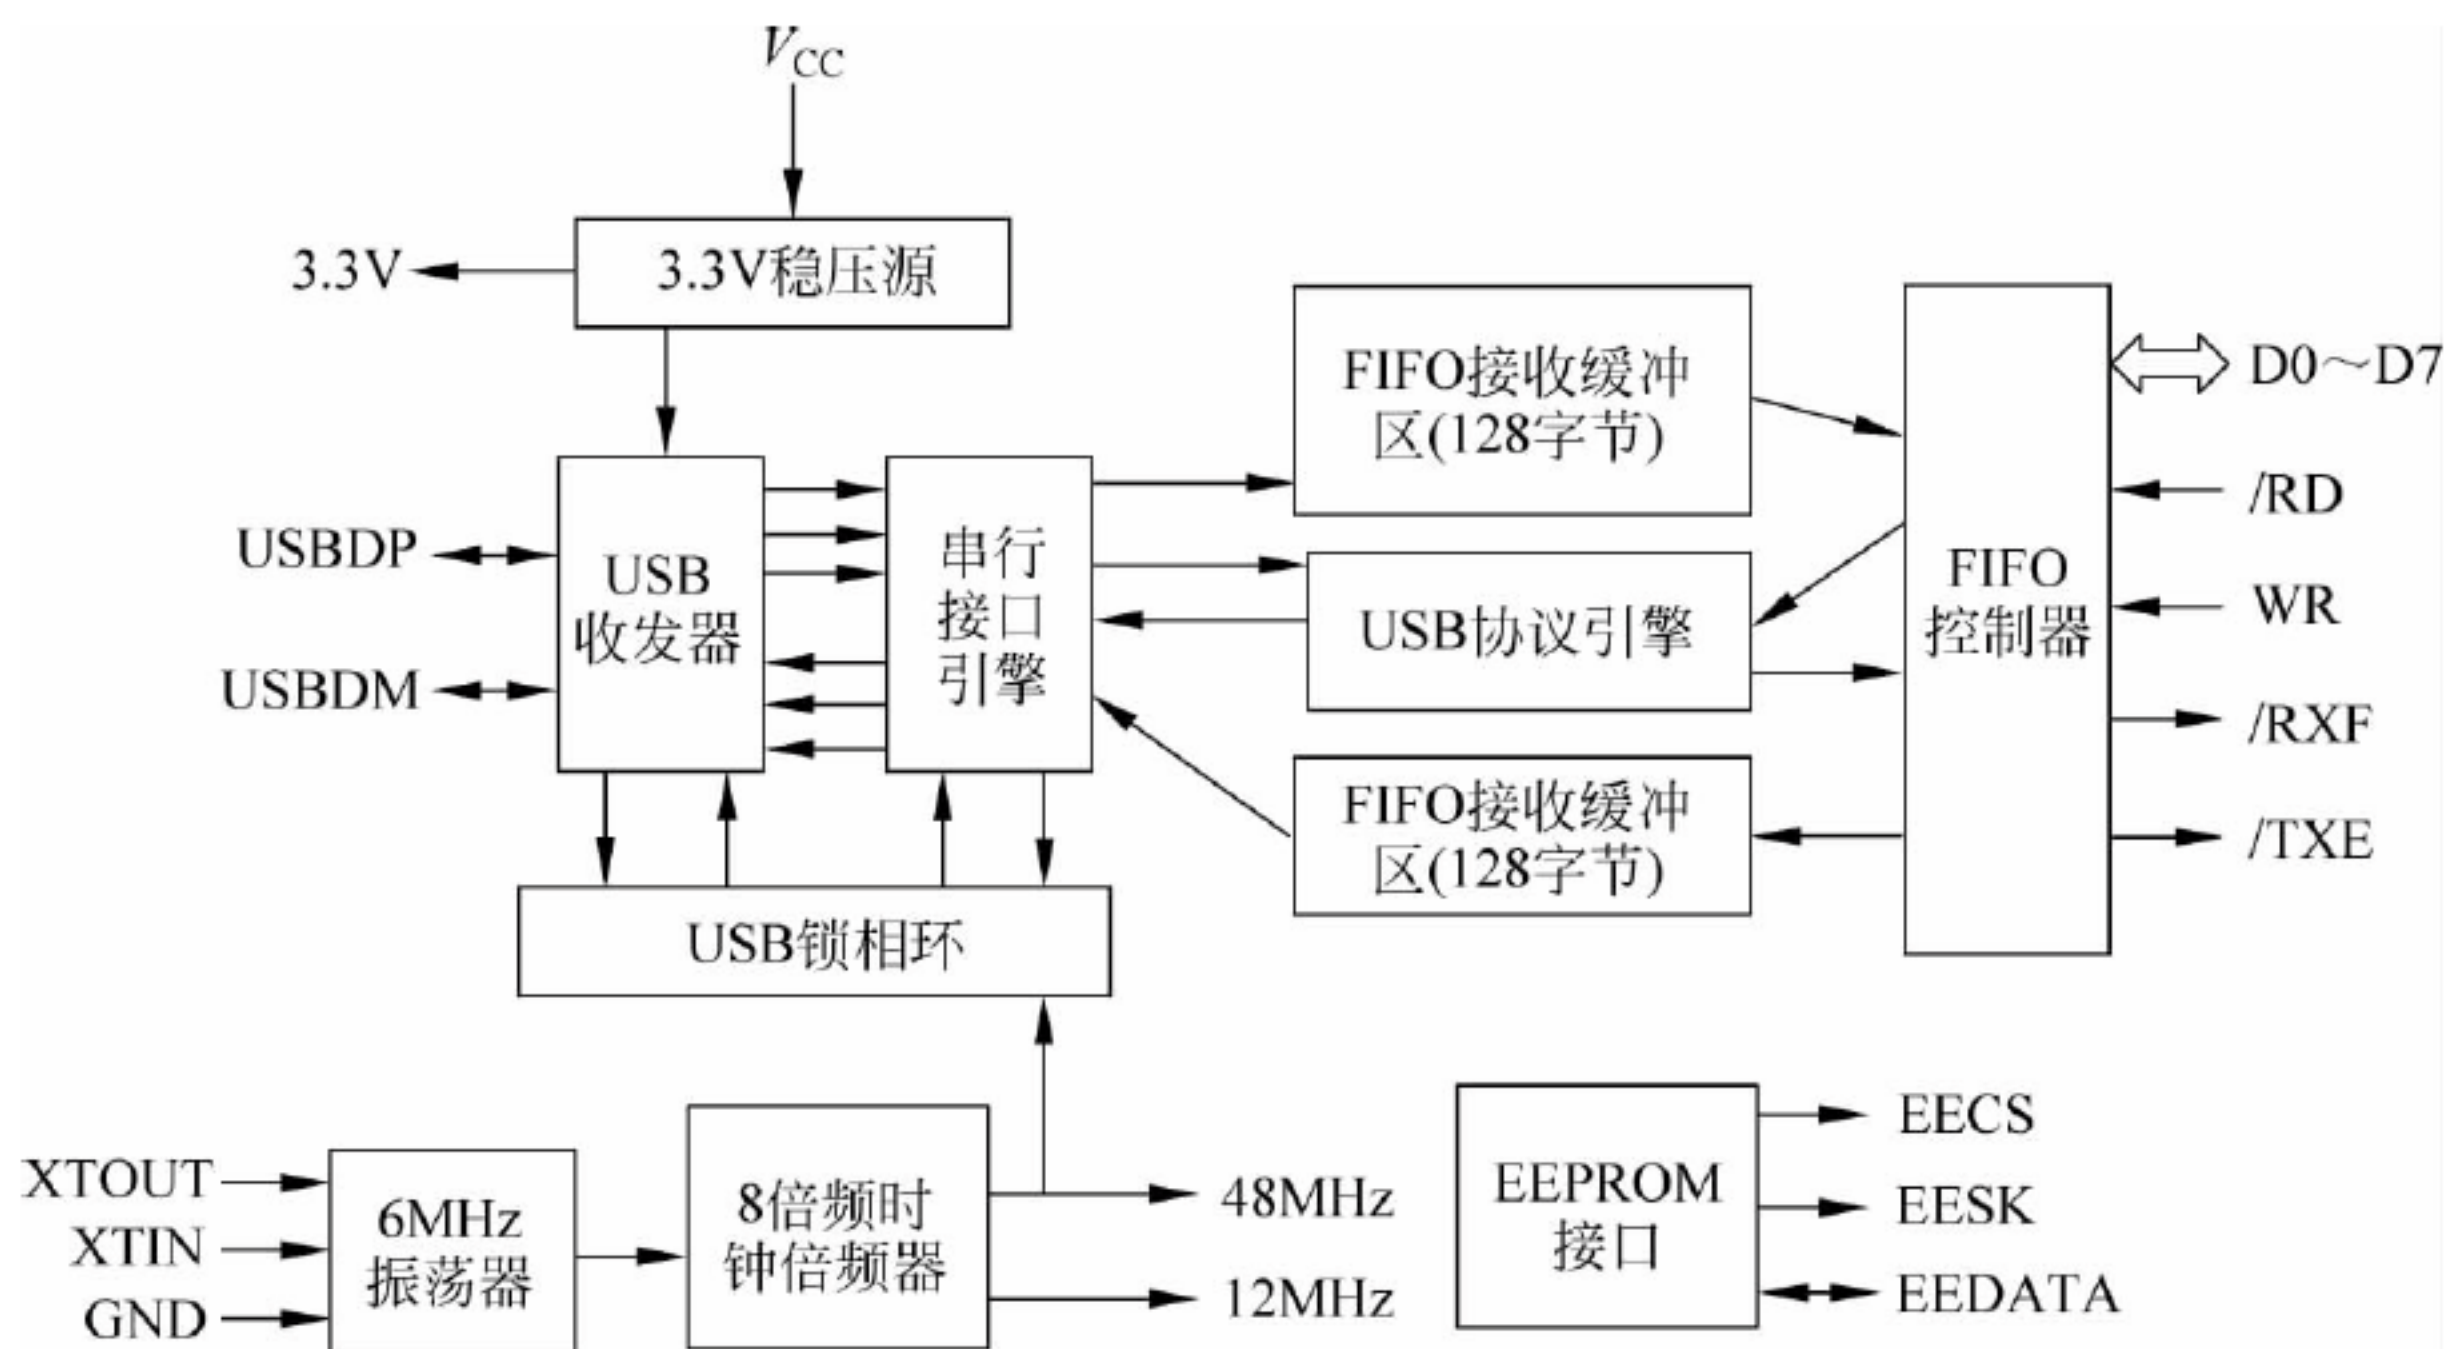 VCC
3.3V
3.3V稳压源
FIFO接收缓冲
区(128字节)
D0～D7
/RD
USBDP
USB
收发器
串行
接口
引擎
USB协议引擎
FIFO
控制器
WR
USBDM
/RXF
FIFO接收缓冲
区(128字节)
/TXE
USB锁相环
XTOUT
XTIN
GND
6MHz
振荡器
8倍频时
钟倍频器
48MHz
12MHz
EEPROM
接口
EECS
EESK
EEDATA